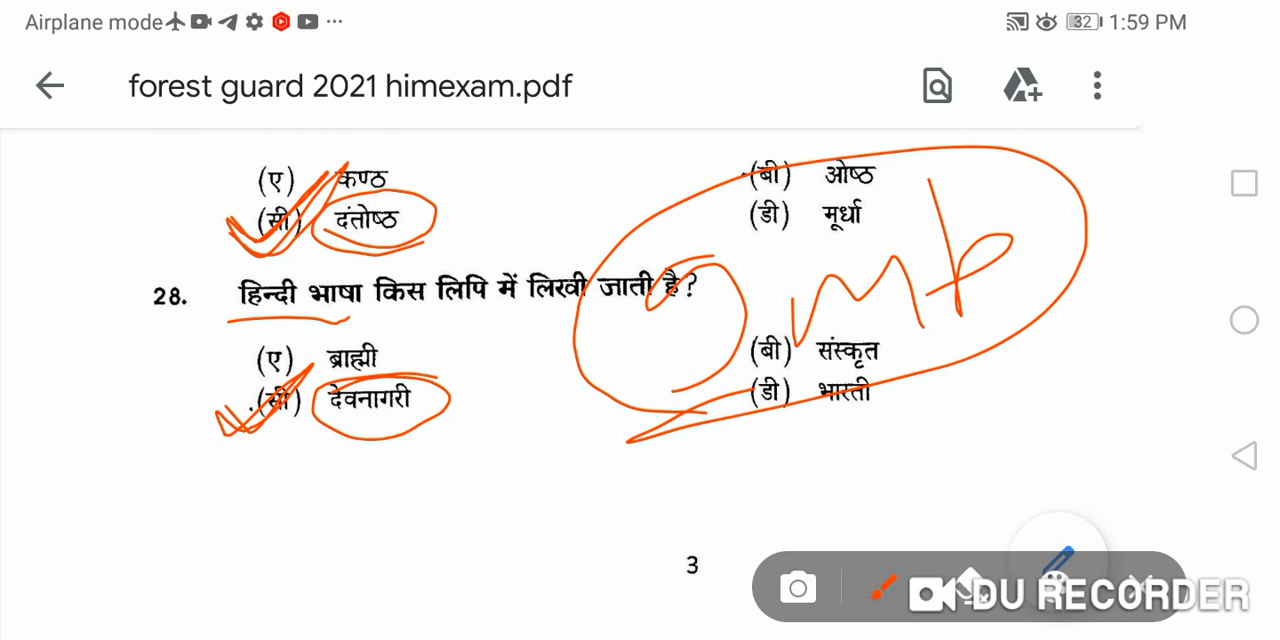 Airplane mode ... 32 1:59 PM
forest guard 2021 himexam.pdf
(ए) कण्ठ (बी) ओष्ठ
(सी) दंतोष्ठ (डी) मूर्धा
28. हिन्दी भाषा किस लिपि में लिखी जाती है?
(ए) ब्राह्मी (बी) संस्कृत
(सी) देवनागरी (डी) भारती
3
DU RECORDER